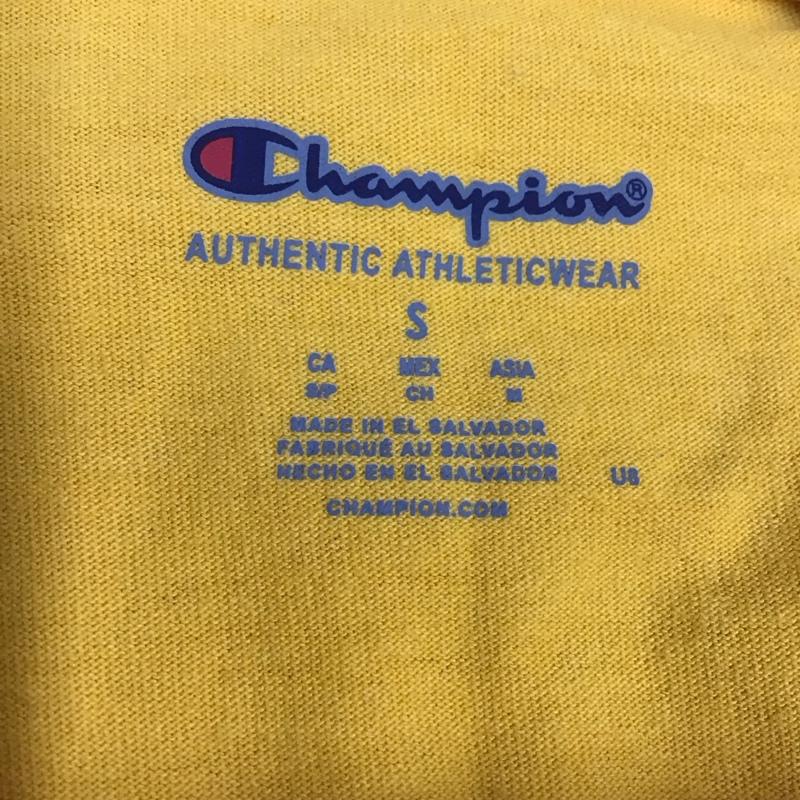 Champion®
AUTHENTIC ATHLETICWEAR
S
CA MEX ASIA
S/P CH M
MADE IN EL SALVADOR
FABRIQUÉ AU SALVADOR
HECHO EN EL SALVADOR US
CHAMPION.COM